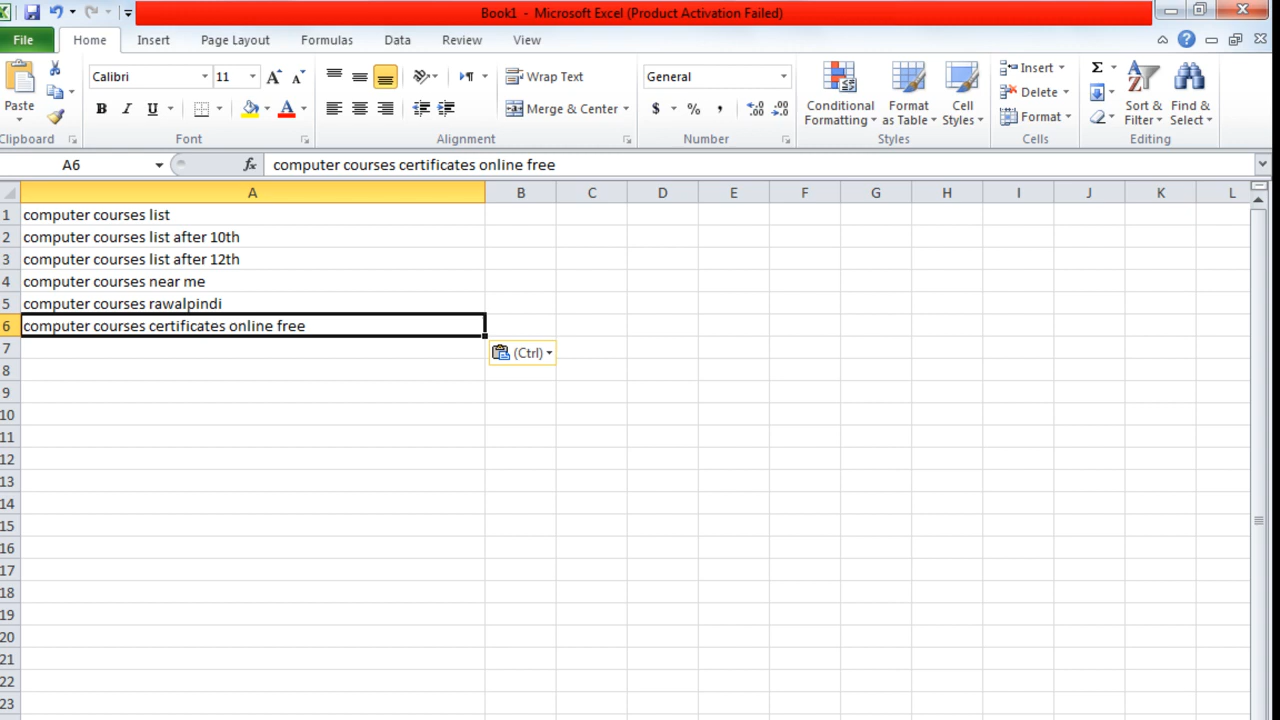 Book1 - Microsoft Excel (Product Activation Failed)
File Home Insert Page Layout Formulas Data Review View
Calibri 11 Wrap Text General Insert
Paste Delete
B I U Merge & Center $ % , Conditional Formatting Format as Table Cell Styles Format Sort & Filter Find & Select
Clipboard Font Alignment Number Styles Cells Editing
A6 fx computer courses certificates online free
A B C D E F G H I J K L
1 computer courses list
2 computer courses list after 10th
3 computer courses list after 12th
4 computer courses near me
5 computer courses rawalpindi
6 computer courses certificates online free
7 (Ctrl)
8
9
10
11
12
13
14
15
16
17
18
19
20
21
22
23